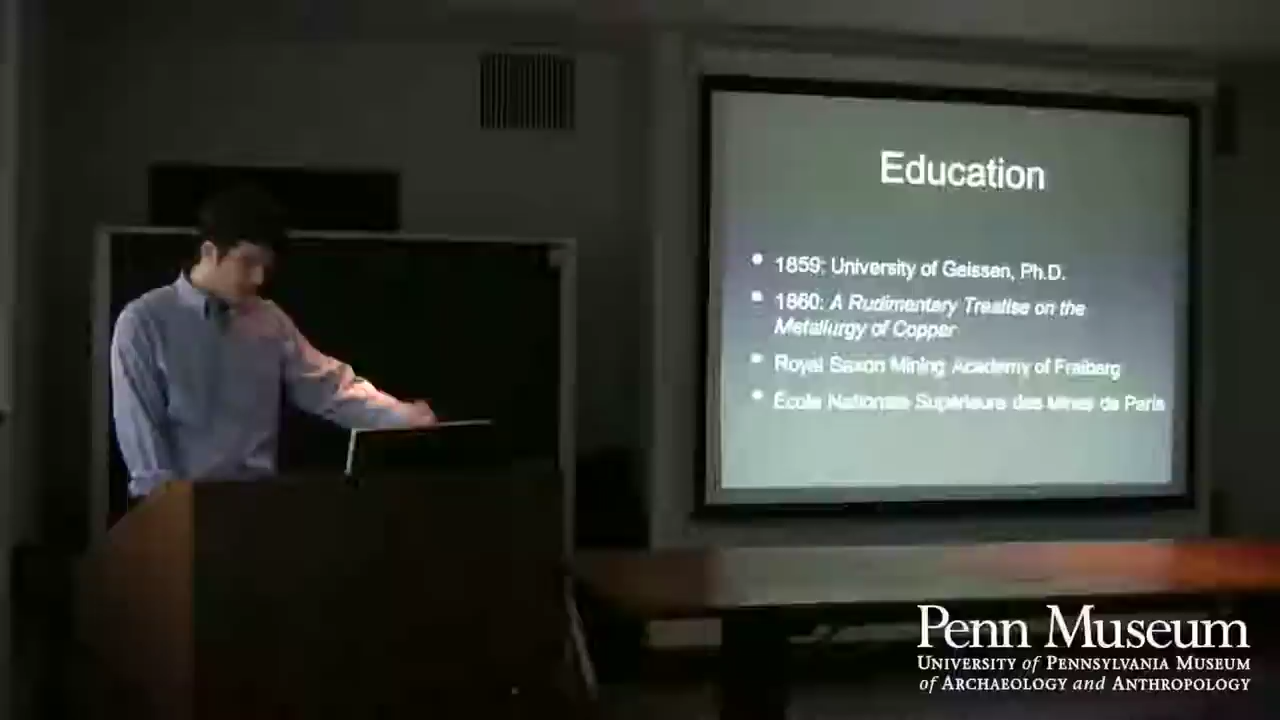 Education
• 1859: University of Geissen, Ph.D.
• 1860: A Rudimentary Treatise on the
Metallurgy of Copper
• Royal Saxon Mining Academy of Fraiberg
• Ecole Nationale Supérieure des Mines de Paris
Penn Museum
UNIVERSITY of PENNSYLVANIA MUSEUM
of ARCHAEOLOGY and ANTHROPOLOGY